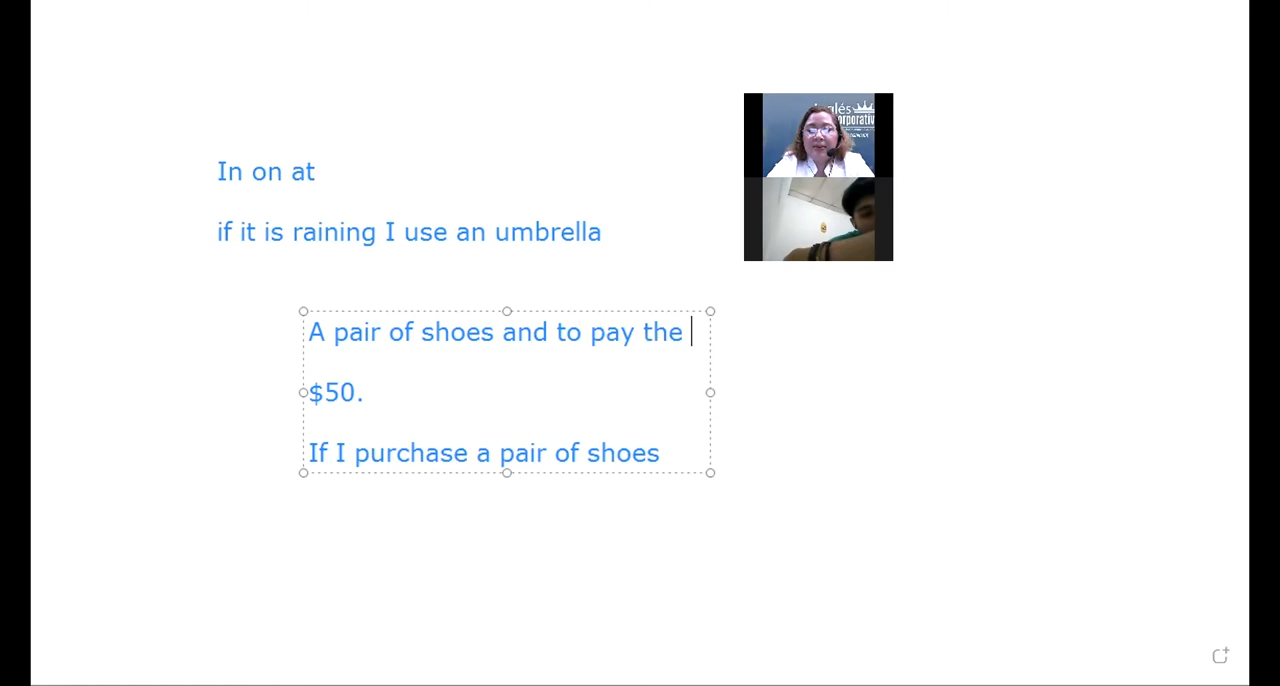 In on at
if it is raining I use an umbrella
A pair of shoes and to pay the
$50.
If I purchase a pair of shoes